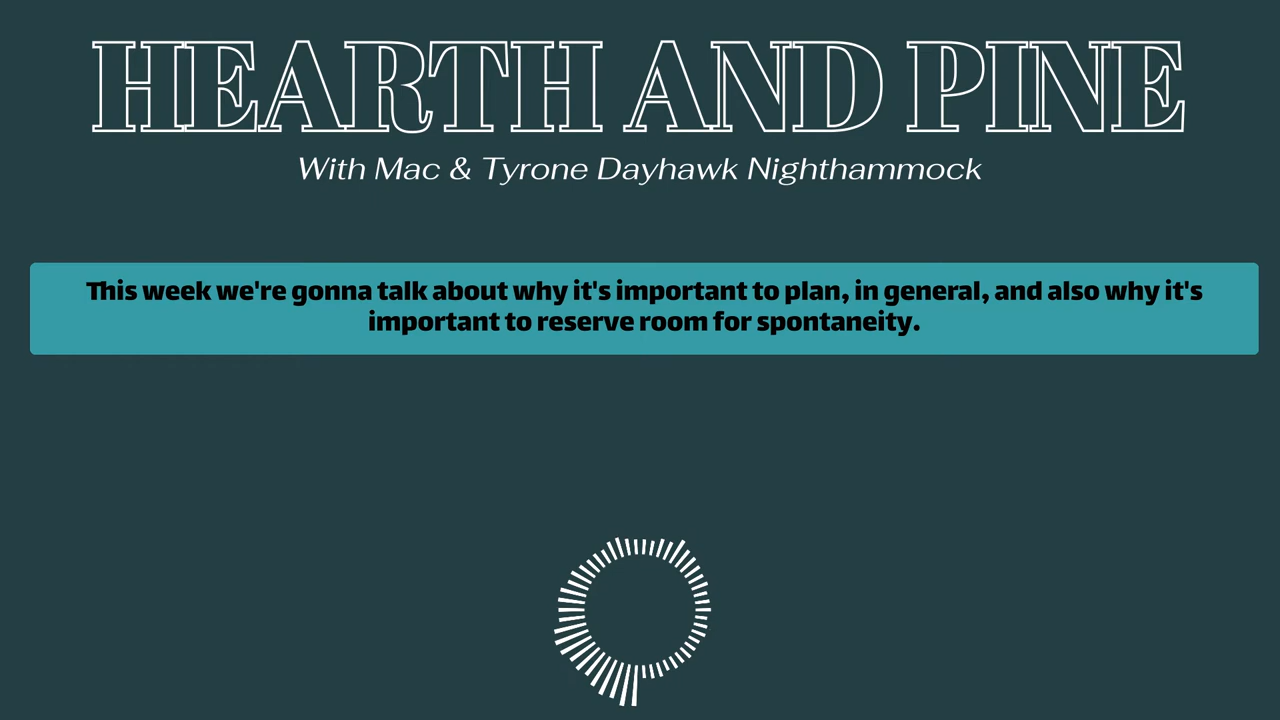 HEARTH AND PINE
With Mac & Tyrone Dayhawk Nighthammock
This week we're gonna talk about why it's important to plan, in general, and also why it's
important to reserve room for spontaneity.